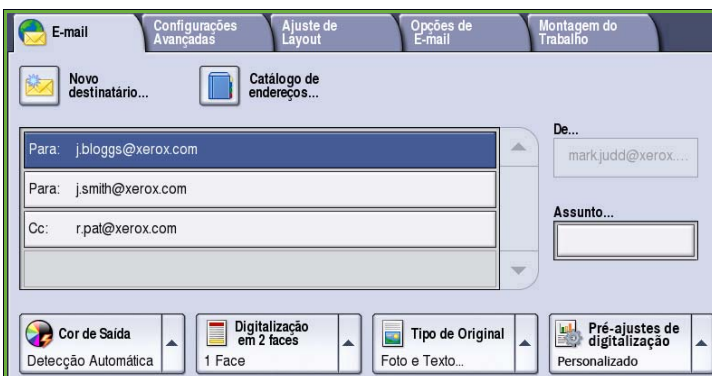 E-mail
Configurações
Avançadas
Ajuste de
Layout
Opções de
E-mail
Montagem do
Trabalho
Novo
destinatário...
Catálogo de
endereços...
Para: j.bloggs@xerox.com
Para: j.smith@xerox.com
Cc: r.pat@xerox.com
De...
mark.judd@xerox....
Assunto...
Cor de Saída
Detecção Automática
Digitalização
em 2 faces
1 Face
Tipo de Original
Foto e Texto...
Pré-ajustes de
digitalização
Personalizado